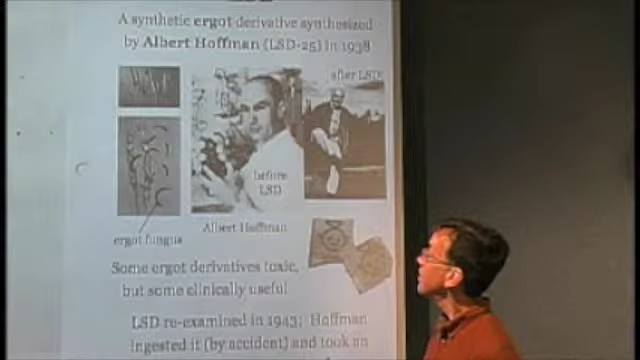 A synthetic ergot derivative synthesized
by Albert Hoffman (LSD-25) in 1938
after LSD
before
LSD
Albert Hoffman
ergot fungus
Some ergot derivatives toxic,
but some clinically useful
LSD re-examined in 1943: Hoffman
ingested it (by accident) and took an